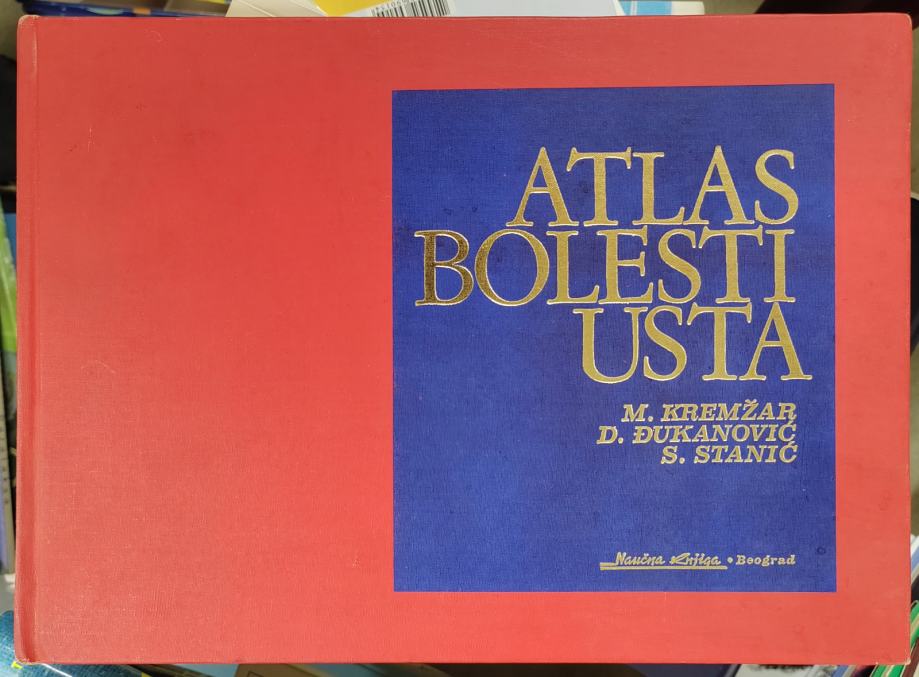 ATLAS
BOLESTI
USTA
M. KREMŽAR
D. ĐUKANOVIĆ
S. STANIĆ
Naučna Knjiga • Beograd